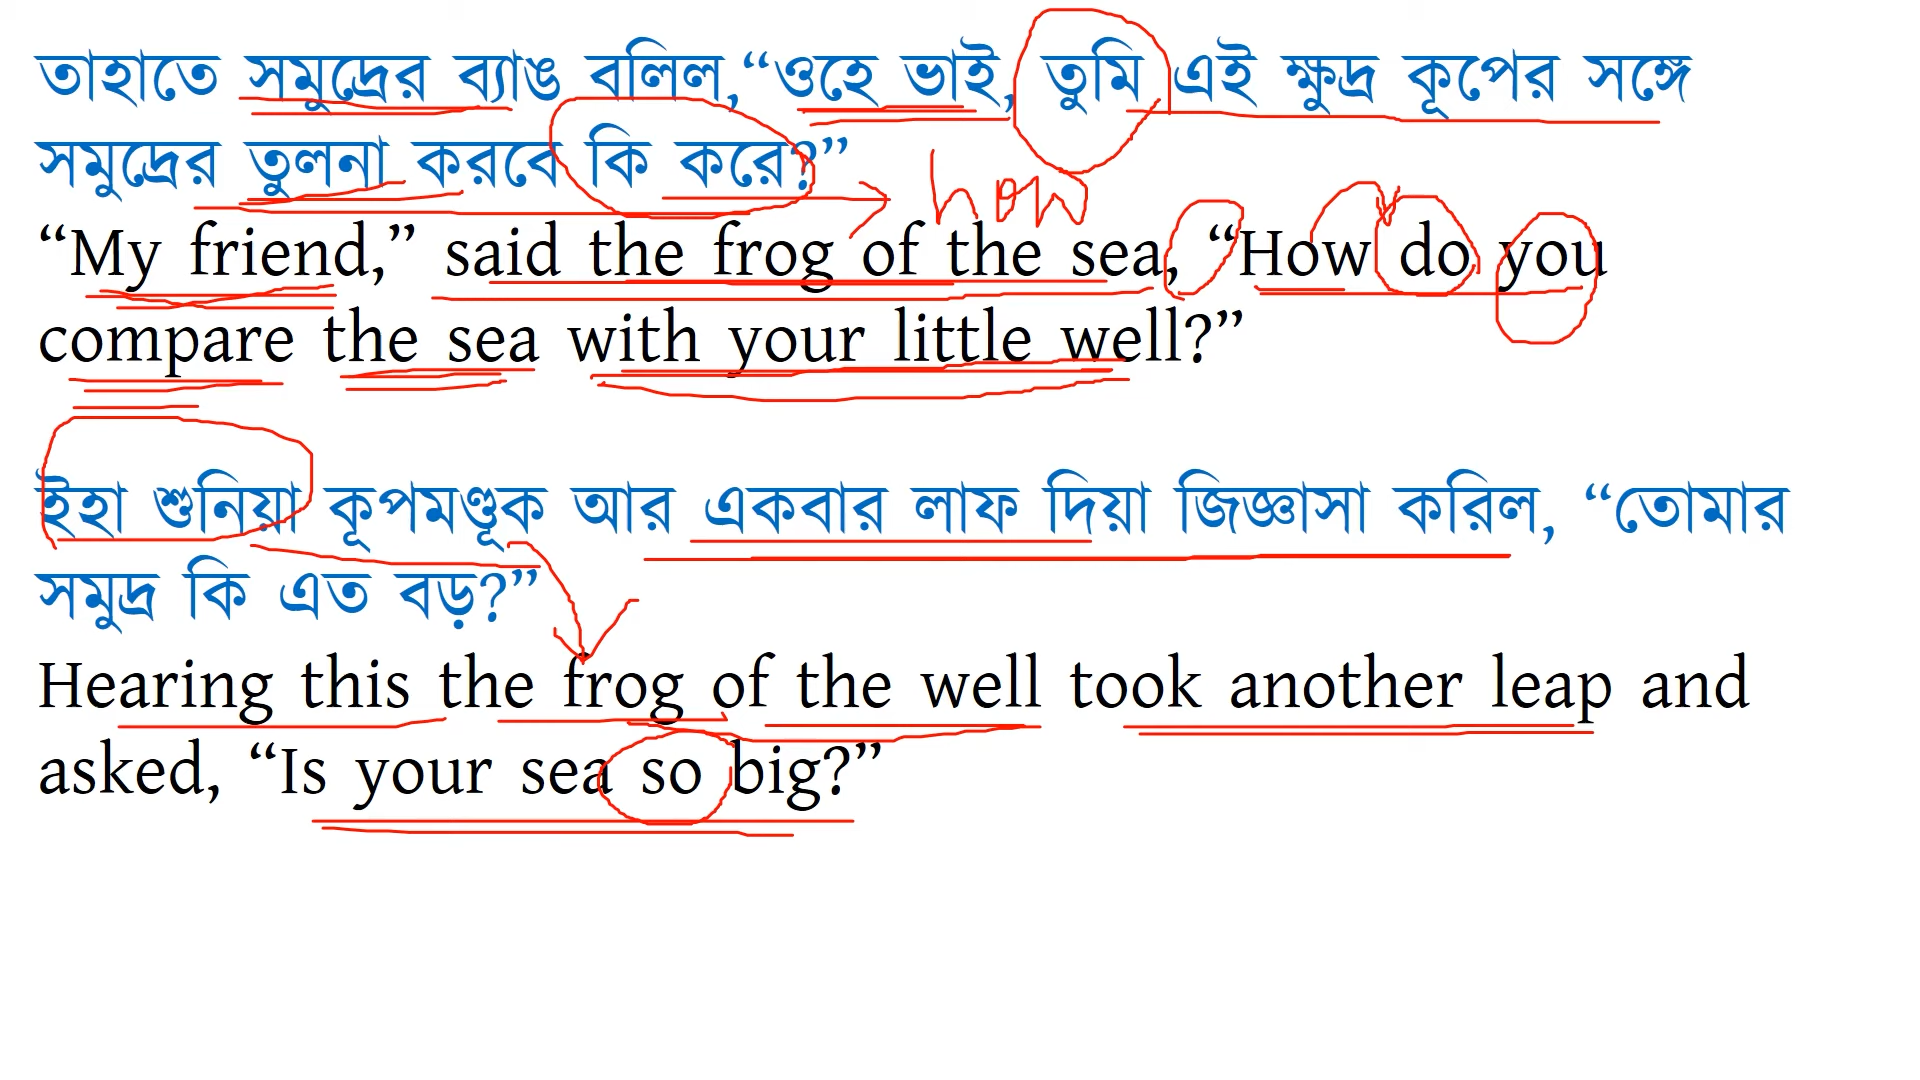 তাহাতে সমুদ্রের ব্যাঙ বলিল,“ওহে ভাই, তুমি এই ক্ষুদ্র কূপের সঙ্গে
সমুদ্রের তুলনা করবে কি করে?”
how
“My friend,” said the frog of the sea, “How do you
compare the sea with your little well?”
ইহা শুনিয়া কূপমণ্ডূক আর একবার লাফ দিয়া জিজ্ঞাসা করিল, “তোমার
সমুদ্র কি এত বড়?”
Hearing this the frog of the well took another leap and
asked, “Is your sea so big?”